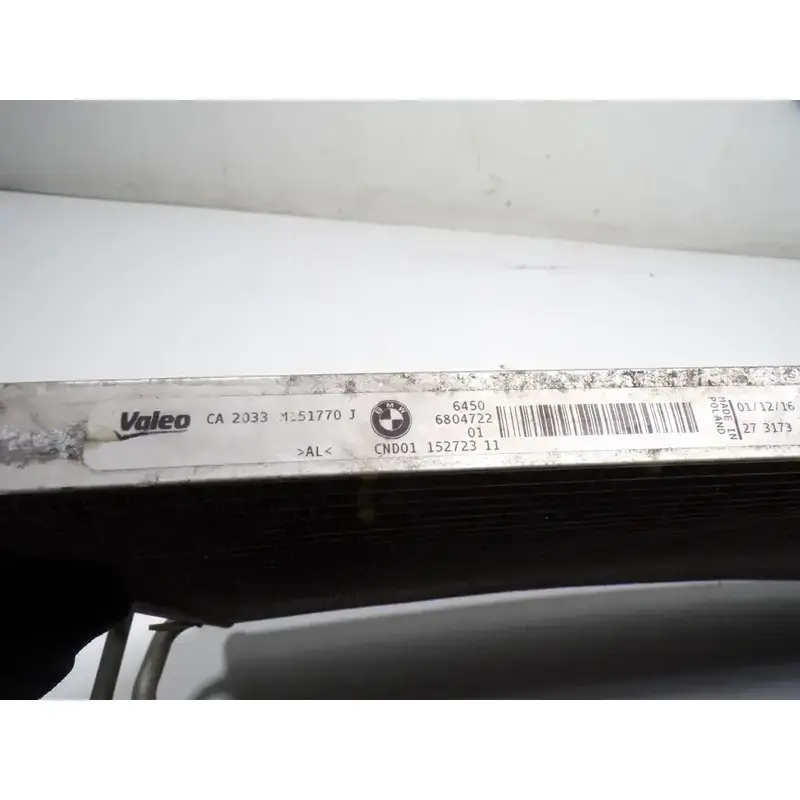 Valeo CA 2033 M151770 J
>AL<
BMW
6450
6804722
01
CND01 152723 11
MADE IN
POLAND
01/12/16
27 3173